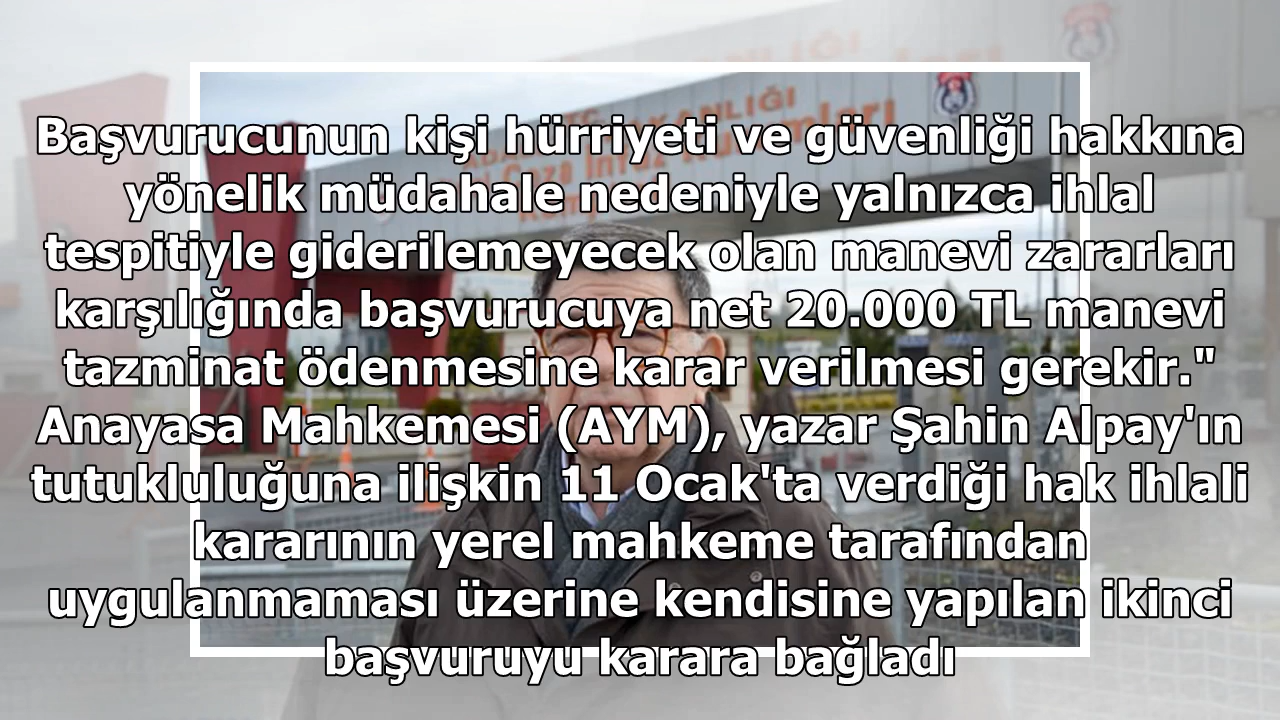 Başvurucunun kişi hürriyeti ve güvenliği hakkına
yönelik müdahale nedeniyle yalnızca ihlal
tespitiyle giderilemeyecek olan manevi zararları
karşılığında başvurucuya net 20.000 TL manevi
tazminat ödenmesine karar verilmesi gerekir."
Anayasa Mahkemesi (AYM), yazar Şahin Alpay'ın
tutukluluğuna ilişkin 11 Ocak'ta verdiği hak ihlali
kararının yerel mahkeme tarafından
uygulanmaması üzerine kendisine yapılan ikinci
başvuruyu karara bağladı